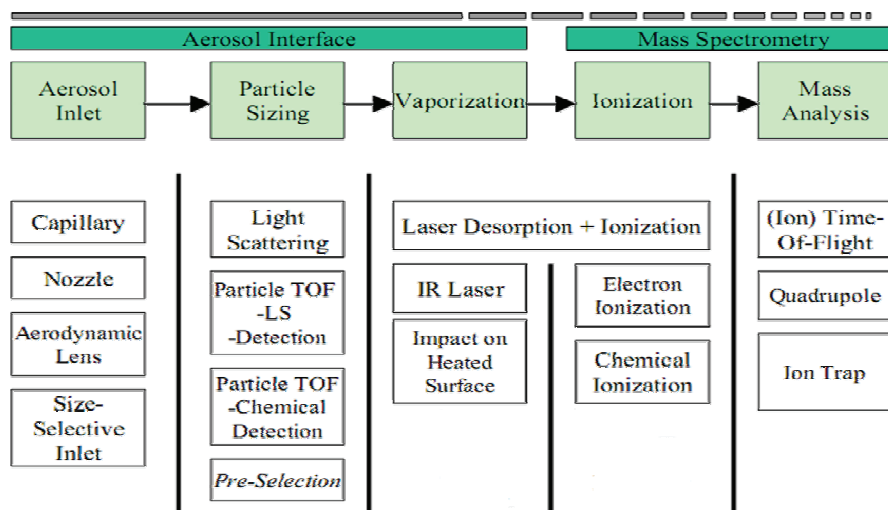 Aerosol Interface
Mass Spectrometry
Aerosol
Inlet
Particle
Sizing
Vaporization
Ionization
Mass
Analysis
Capillary
Nozzle
Aerodynamic
Lens
Size-
Selective
Inlet
Light
Scattering
Particle TOF
-LS
-Detection
Particle TOF
-Chemical
Detection
Pre-Selection
Laser Desorption + Ionization
IR Laser
Impact on
Heated
Surface
Electron
Ionization
Chemical
Ionization
(Ion) Time-
Of-Flight
Quadrupole
Ion Trap